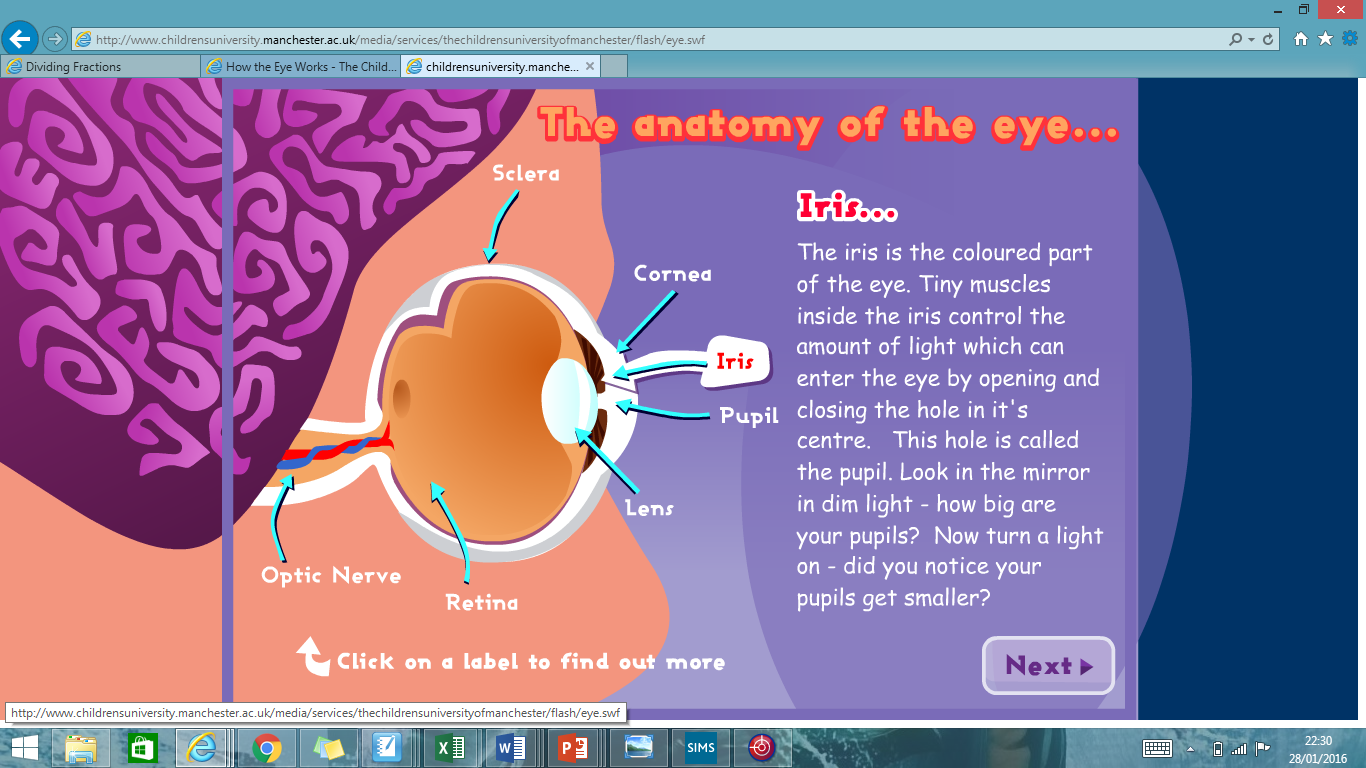 http://www.childrensuniversity.manchester.ac.uk/media/services/thechildrensuniversityofmanchester/flash/eye.swf
Dividing Fractions
How the Eye Works - The Child...
childrensuniversity.manche...
The anatomy of the eye...
Sclera
Cornea
Iris
Pupil
Lens
Optic Nerve
Retina
Click on a label to find out more
Iris...
The iris is the coloured part
of the eye. Tiny muscles
inside the iris control the
amount of light which can
enter the eye by opening and
closing the hole in it's
centre. This hole is called
the pupil. Look in the mirror
in dim light - how big are
your pupils? Now turn a light
on - did you notice your
pupils get smaller?
Next
http://www.childrensuniversity.manchester.ac.uk/media/services/thechildrensuniversityofmanchester/flash/eye.swf
SIMS
22:30
28/01/2016